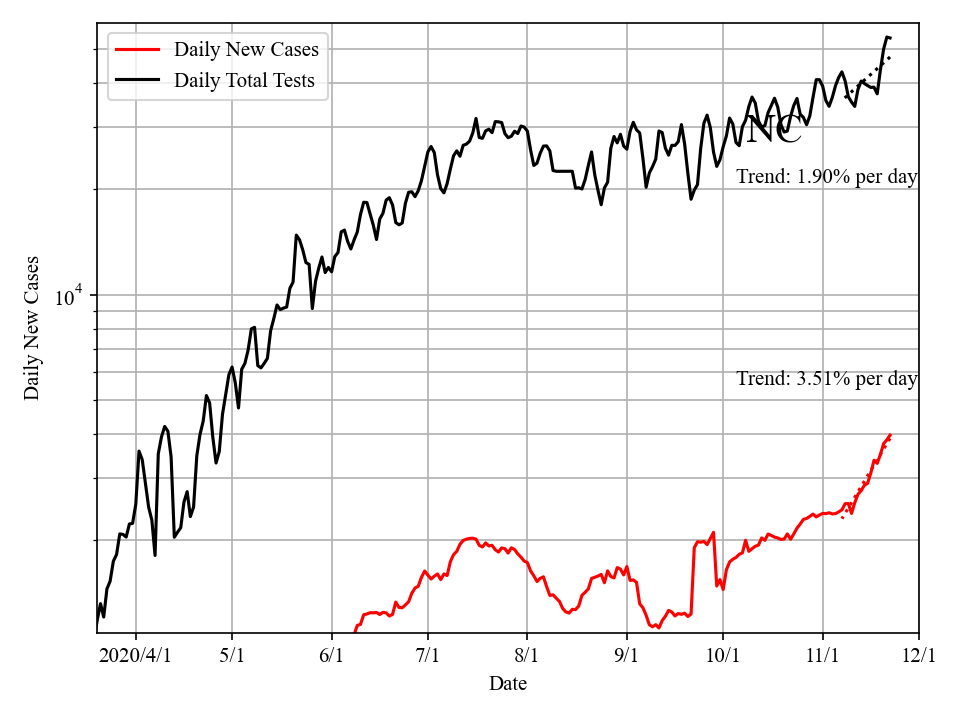 Daily New Cases
Daily Total Tests
NC
Trend: 1.90% per day
Trend: 3.51% per day
10^4
Daily New Cases
2020/4/1 5/1 6/1 7/1 8/1 9/1 10/1 11/1 12/1
Date